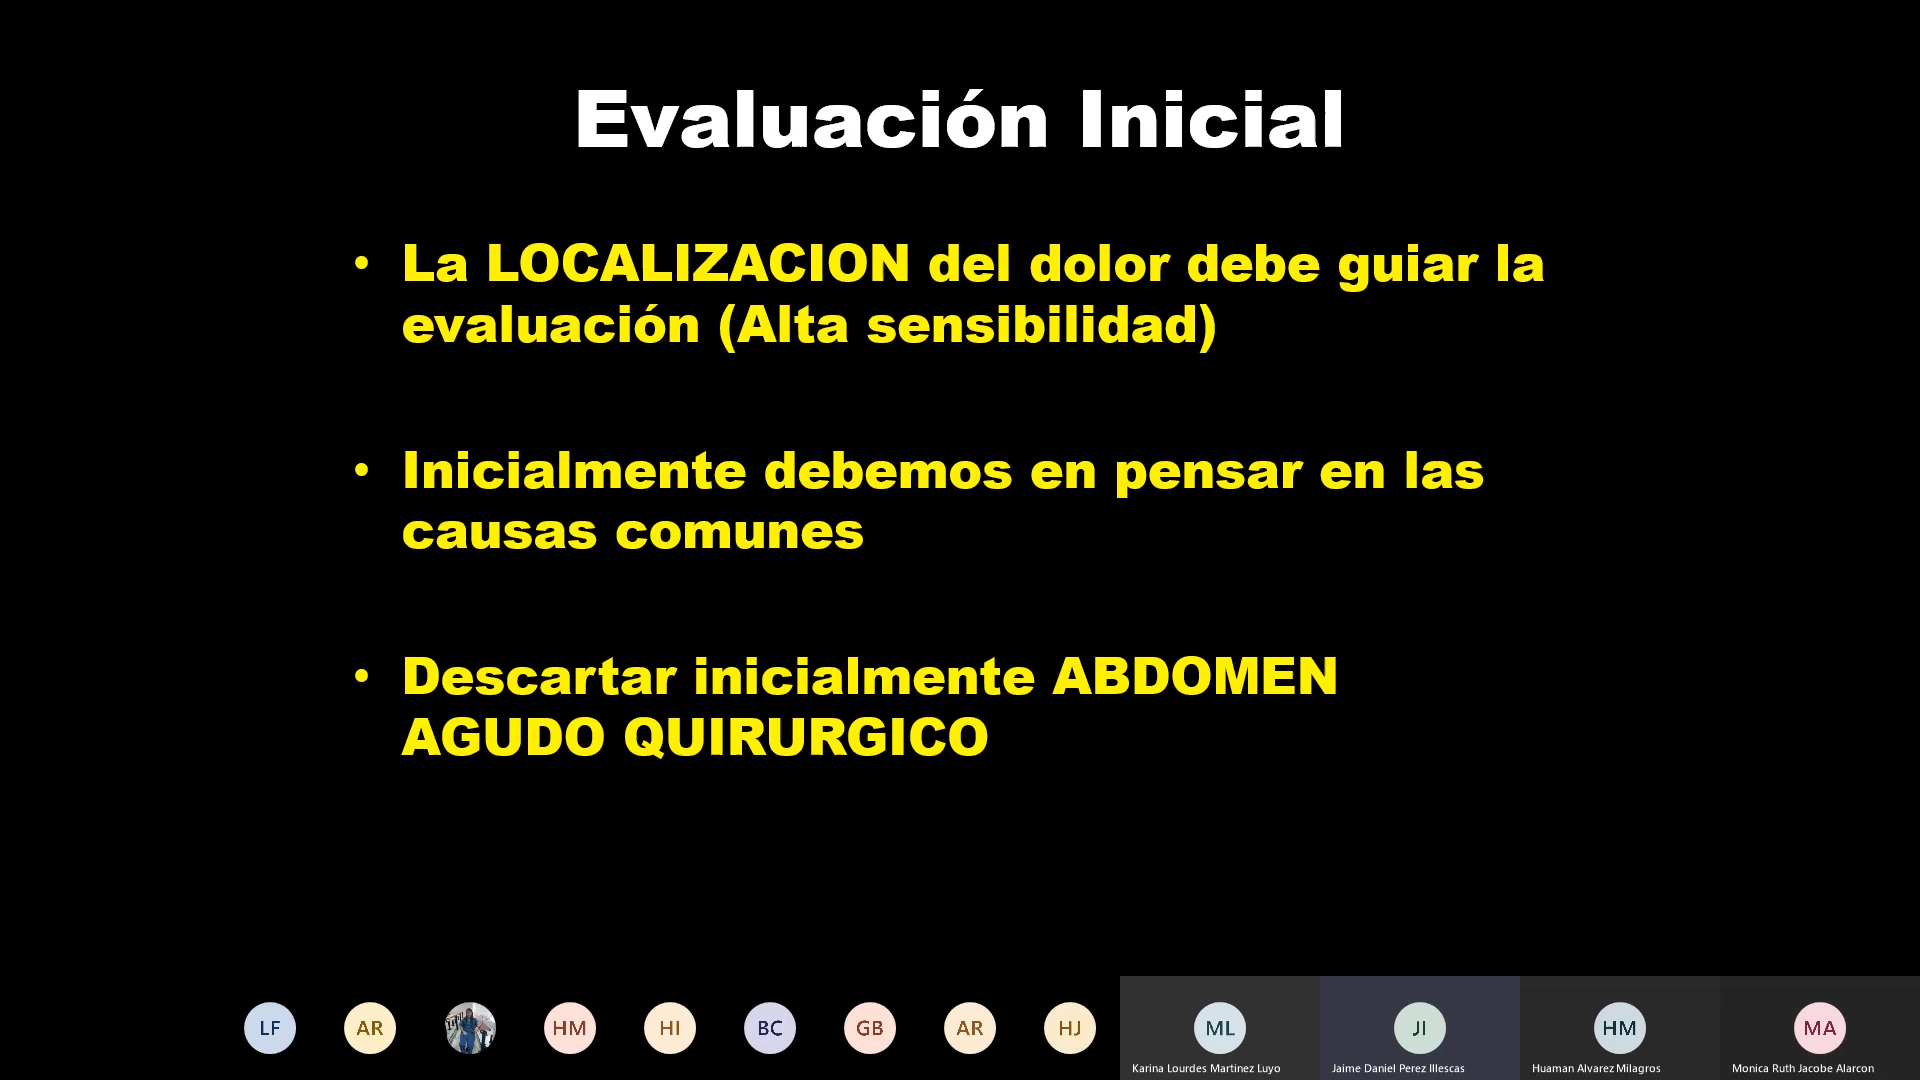 Evaluación Inicial
• La LOCALIZACION del dolor debe guiar la
evaluación (Alta sensibilidad)
• Inicialmente debemos en pensar en las
causas comunes
• Descartar inicialmente ABDOMEN
AGUDO QUIRURGICO
LF AR HM HI BC GB AR HJ ML JI HM MA
Karina Lourdes Martinez Luyo Jaime Daniel Perez Illescas Huaman Alvarez Milagros Monica Ruth Jacobe Alarcon